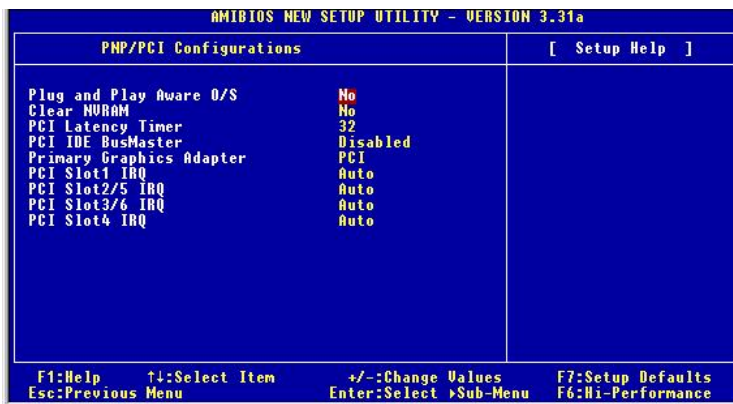 AMIBIOS NEW SETUP UTILITY - VERSION 3.31a
PNP/PCI Configurations
[ Setup Help ]
Plug and Play Aware O/S No
Clear NVRAM No
PCI Latency Timer 32
PCI IDE BusMaster Disabled
Primary Graphics Adapter PCI
PCI Slot1 IRQ Auto
PCI Slot2/5 IRQ Auto
PCI Slot3/6 IRQ Auto
PCI Slot4 IRQ Auto
F1:Help ↑↓:Select Item +/-:Change Values F7:Setup Defaults
Esc:Previous Menu Enter:Select ▸Sub-Menu F6:Hi-Performance